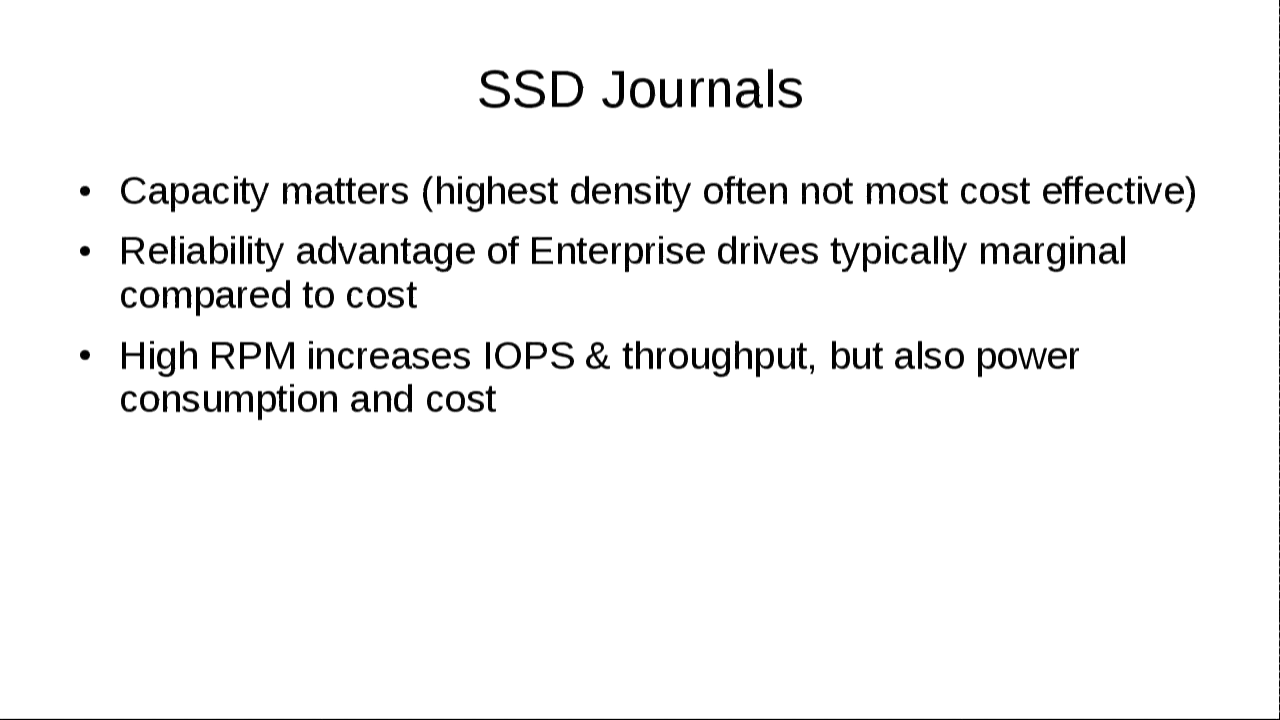 SSD Journals
• Capacity matters (highest density often not most cost effective)
• Reliability advantage of Enterprise drives typically marginal
compared to cost
• High RPM increases IOPS & throughput, but also power
consumption and cost